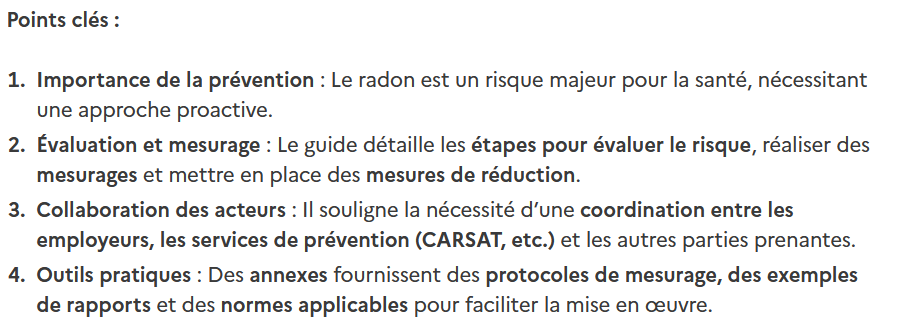 Points clés :
1. Importance de la prévention : Le radon est un risque majeur pour la santé, nécessitant
une approche proactive.
2. Évaluation et mesurage : Le guide détaille les étapes pour évaluer le risque, réaliser des
mesurages et mettre en place des mesures de réduction.
3. Collaboration des acteurs : Il souligne la nécessité d’une coordination entre les
employeurs, les services de prévention (CARSAT, etc.) et les autres parties prenantes.
4. Outils pratiques : Des annexes fournissent des protocoles de mesurage, des exemples
de rapports et des normes applicables pour faciliter la mise en œuvre.